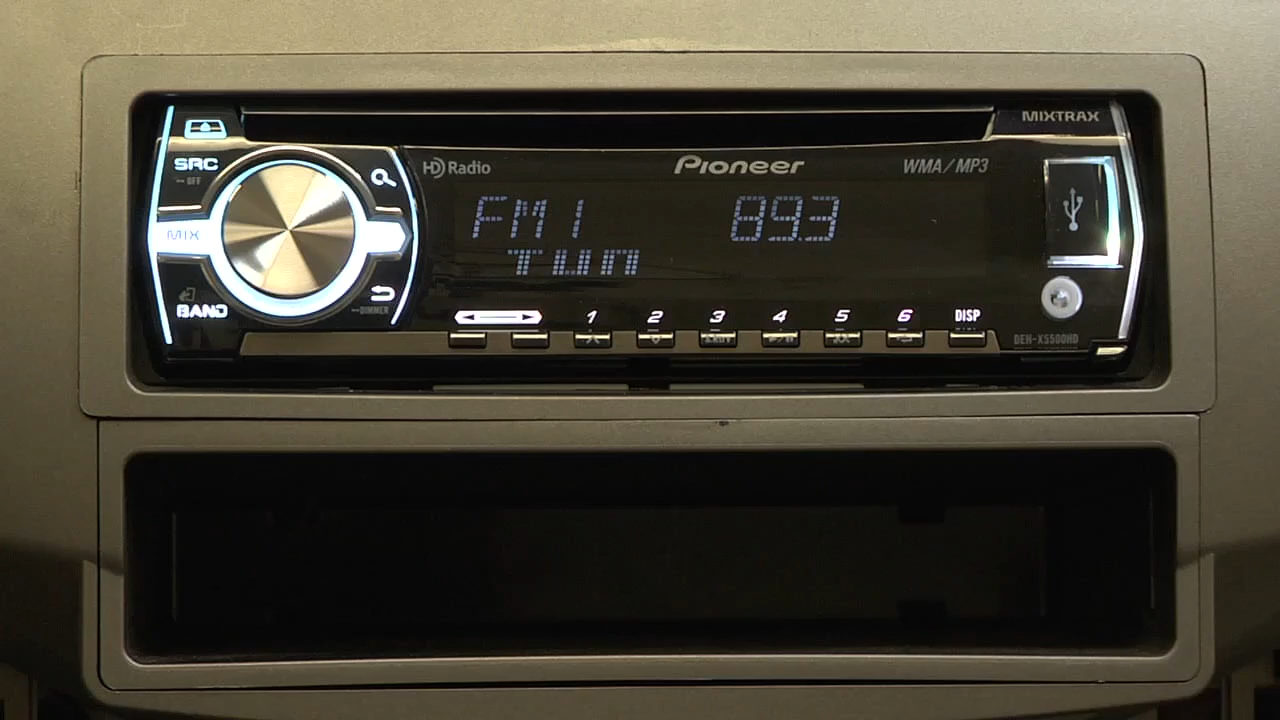 MIXTRAX
SRC
OFF
HD Radio
Pioneer
WMA/MP3
MIX
FM1 89.3
TUN
BAND
DIMMER
1 2 3 4 5 6 DISP
DEH-X5500HD